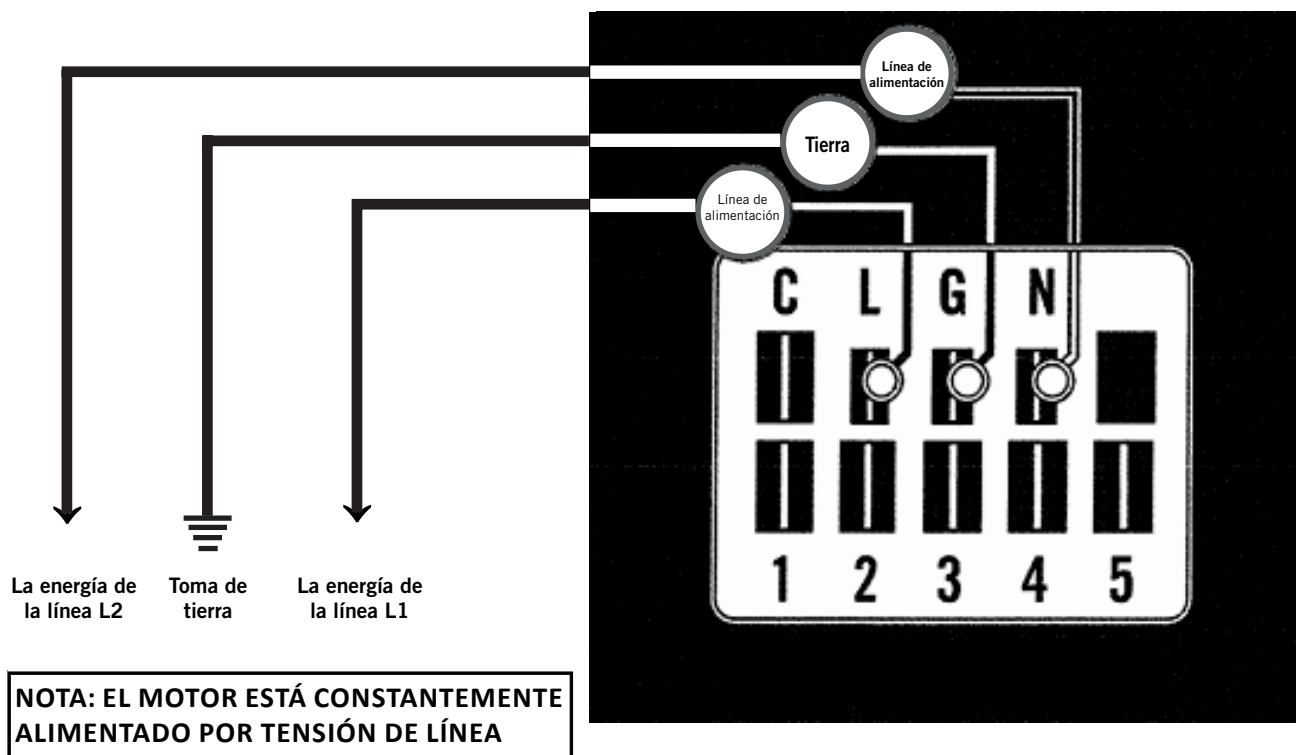 Línea de
alimentación
Tierra
Línea de
alimentación
C L G N
1 2 3 4 5
La energía de
la línea L2
Toma de
tierra
La energía de
la línea L1
NOTA: EL MOTOR ESTÁ CONSTANTEMENTE
ALIMENTADO POR TENSIÓN DE LÍNEA